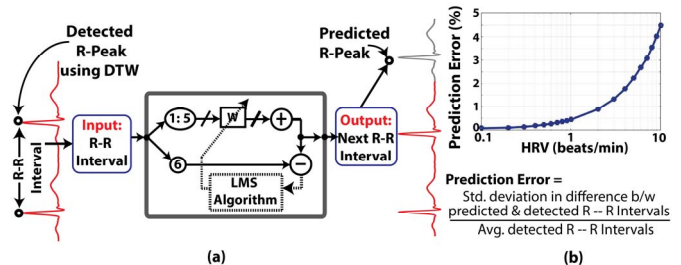 Detected
R-Peak
using DTW
R-R
Interval
Input:
R-R
Interval
1: 5
W
+
6
−
LMS
Algorithm
Predicted
R-Peak
Output:
Next R-R
Interval
(a)
Prediction Error (%)
5
4
3
2
1
0
0.1
1
10
HRV (beats/min)
Prediction Error =
Std. deviation in difference b/w
predicted & detected R -- R Intervals
Avg. detected R -- R Intervals
(b)